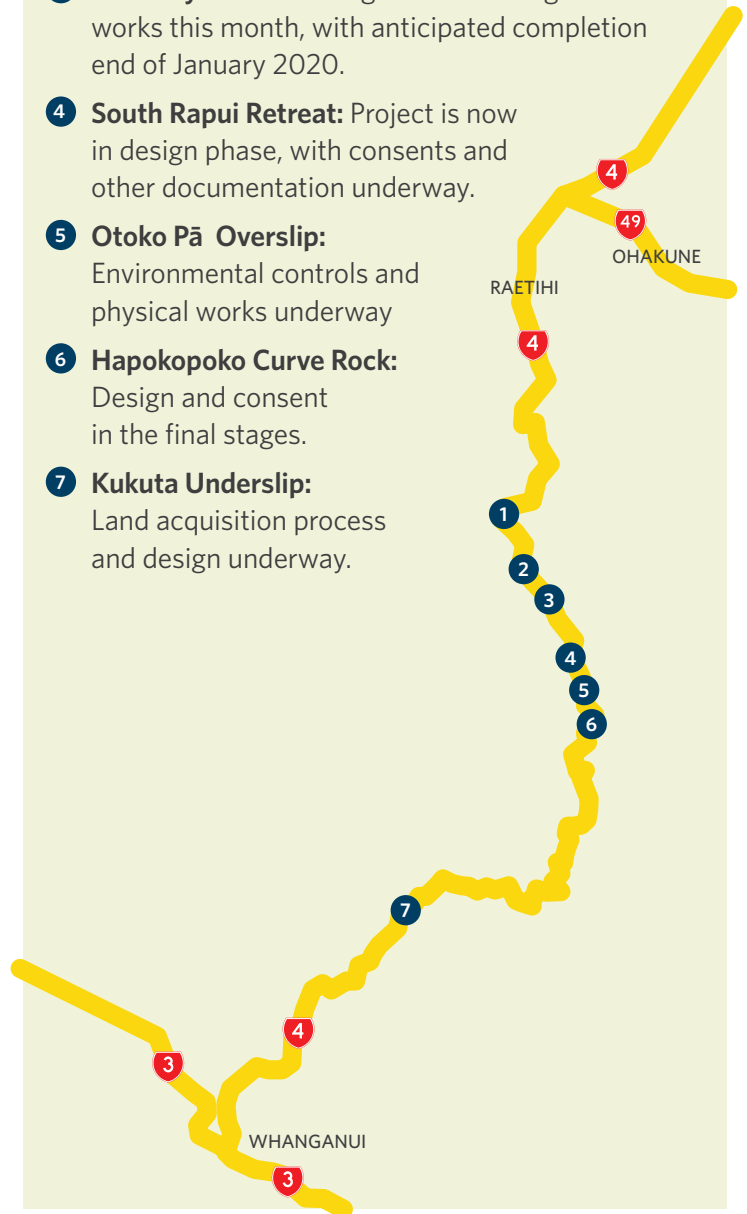 works this month, with anticipated completion
end of January 2020.
4 South Rapui Retreat: Project is now
in design phase, with consents and
other documentation underway.
5 Otoko Pā Overslip:
Environmental controls and
physical works underway
6 Hapokopoko Curve Rock:
Design and consent
in the final stages.
7 Kukuta Underslip:
Land acquisition process
and design underway.
4
49
OHAKUNE
RAETIHI
4
1
2
3
4
5
6
7
4
3
WHANGANUI
3